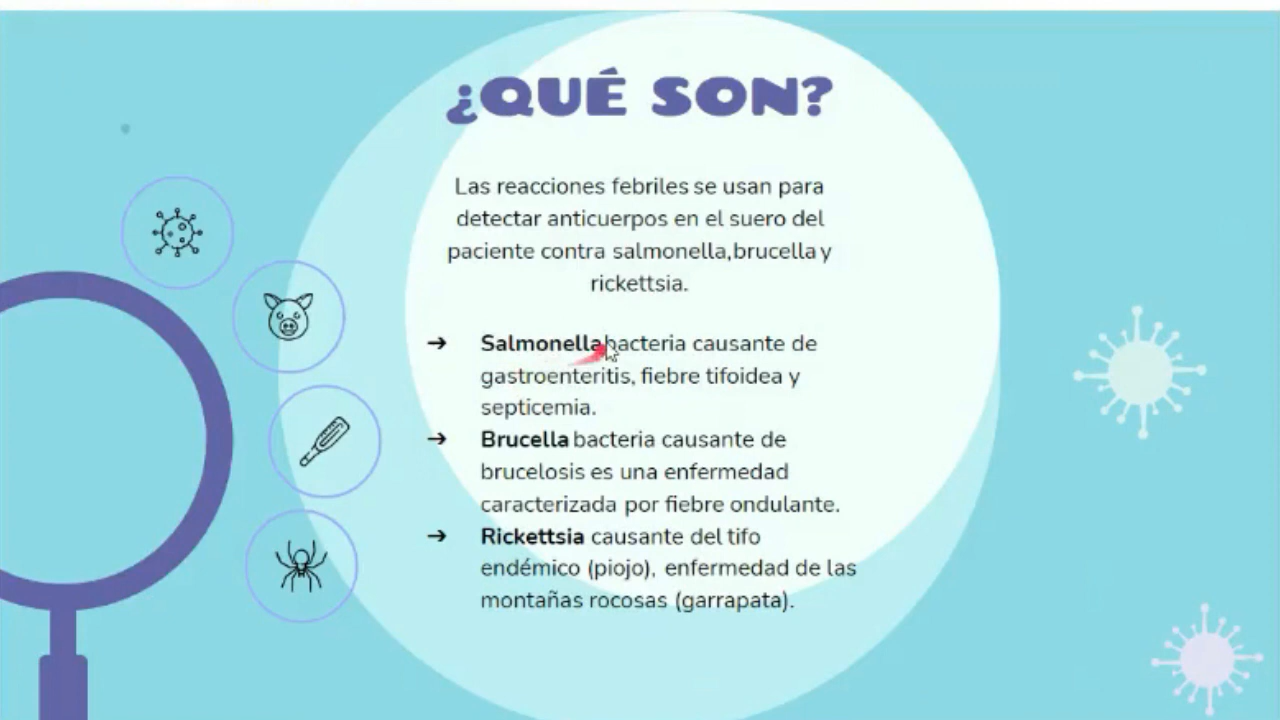 ¿QUÉ SON?
Las reacciones febriles se usan para
detectar anticuerpos en el suero del
paciente contra salmonella,brucella y
rickettsia.
➔ Salmonella bacteria causante de
gastroenteritis, fiebre tifoidea y
septicemia.
➔ Brucella bacteria causante de
brucelosis es una enfermedad
caracterizada por fiebre ondulante.
➔ Rickettsia causante del tifo
endémico (piojo), enfermedad de las
montañas rocosas (garrapata).